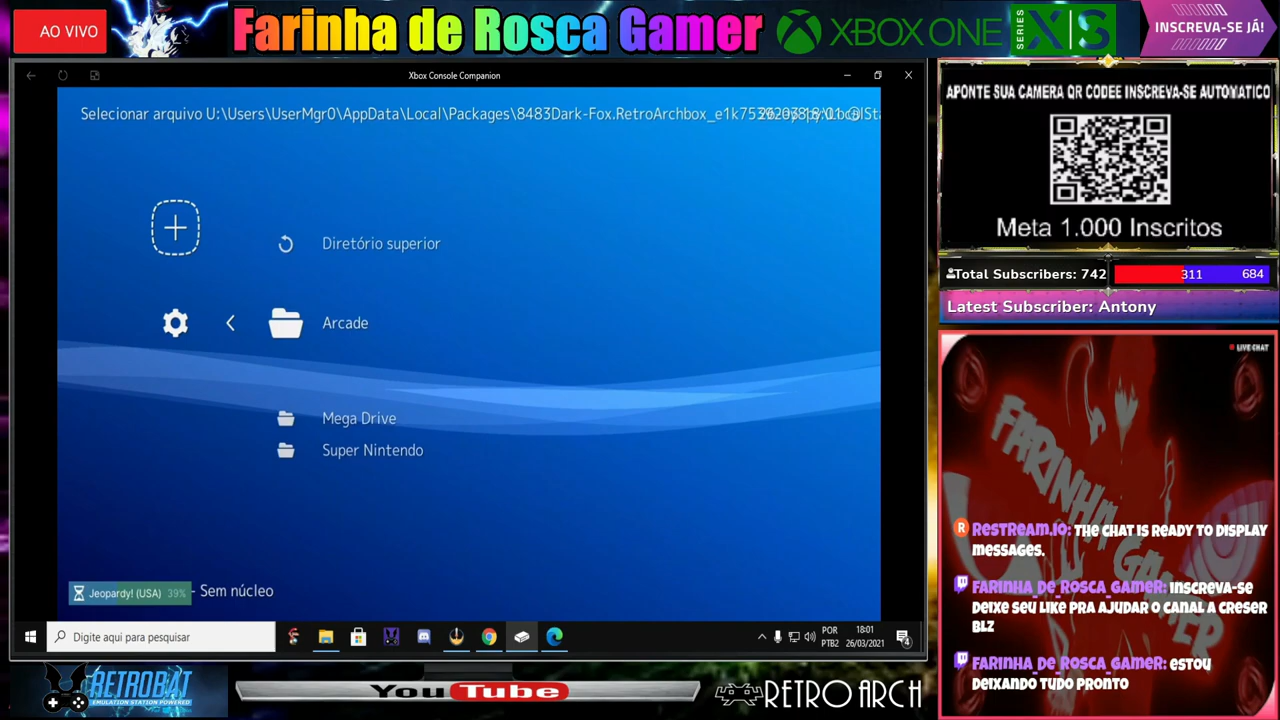 AO VIVO
Farinha de Rosca Gamer
XBOX ONE
SERIES X|S
INSCREVA-SE JÁ!
Xbox Console Companion
Selecionar arquivo U:\Users\UserMgr0\AppData\Local\Packages\8483Dark-Fox.RetroArchbox_e1k75
Diretório superior
Arcade
Mega Drive
Super Nintendo
Jeopardy! (USA) 39% - Sem núcleo
Digite aqui para pesquisar
POR
PTB2
18:01
26/03/2021
4
APONTE SUA CAMERA QR CODEE INSCREVA-SE AUTOMATICO
Meta 1.000 Inscritos
Total Subscribers: 742
311
684
Latest Subscriber: Antony
LIVE CHAT
FARINHA
GAMER
Restream.io: The chat is ready to display
messages.
Farinha_de_Rosca_Gamer: Inscreva-se
deixe seu like pra ajudar o canal a creser
blz
Farinha_de_Rosca_Gamer: estou
deixando tudo pronto
RETROBAT
EMULATION STATION POWERED
YouTube
RETROARCH